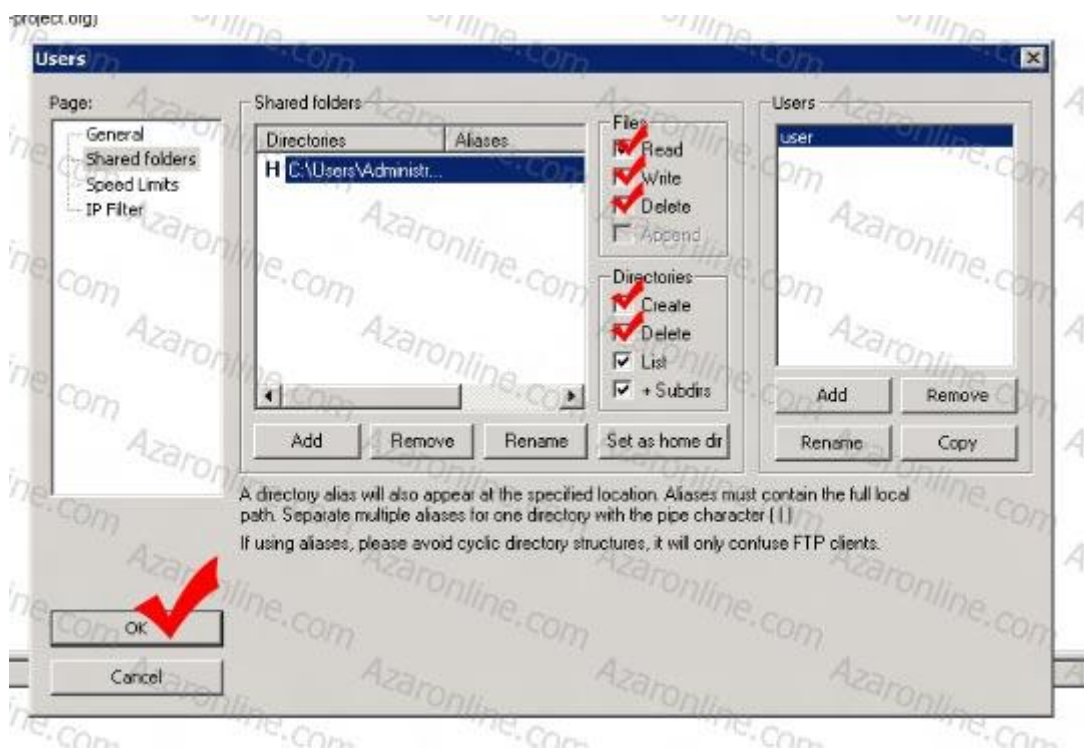 -project.org)
Users
Page:
General
Shared folders
Speed Limits
IP Filter
Shared folders
Directories Aliases
H C:\Users\Administr...
Files
Read
Write
Delete
Append
Directories
Create
Delete
List
+ Subdirs
Add Remove Rename Set as home dir
Users
user
Add Remove
Rename Copy
A directory alias will also appear at the specified location. Aliases must contain the full local
path. Separate multiple aliases for one directory with the pipe character ( | )
If using aliases, please avoid cyclic directory structures, it will only confuse FTP clients.
OK
Cancel
Azaronline.com